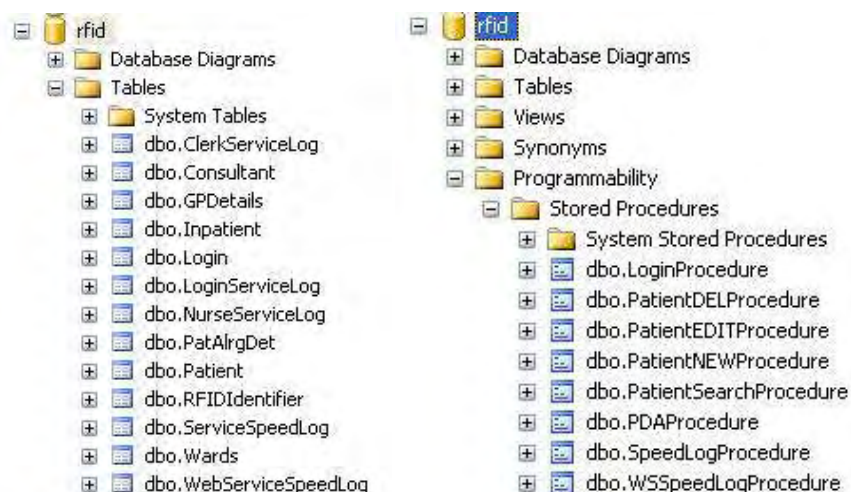 rfid
Database Diagrams
Tables
System Tables
dbo.ClerkServiceLog
dbo.Consultant
dbo.GPDetails
dbo.Inpatient
dbo.Login
dbo.LoginServiceLog
dbo.NurseServiceLog
dbo.PatAlrgDet
dbo.Patient
dbo.RFIDIdentifier
dbo.ServiceSpeedLog
dbo.Wards
dbo.WebServiceSpeedLog
rfid
Database Diagrams
Tables
Views
Synonyms
Programmability
Stored Procedures
System Stored Procedures
dbo.LoginProcedure
dbo.PatientDELProcedure
dbo.PatientEDITProcedure
dbo.PatientNEWProcedure
dbo.PatientSearchProcedure
dbo.PDAProcedure
dbo.SpeedLogProcedure
dbo.WSSpeedLogProcedure